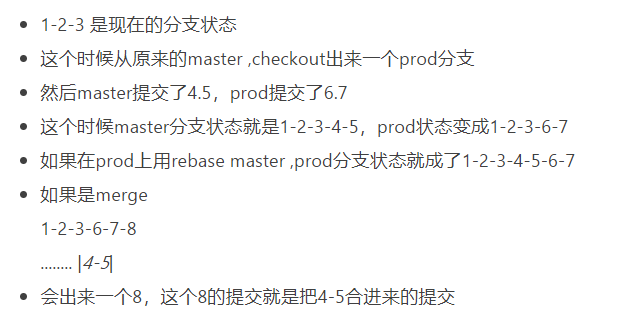 1-2-3 是现在的分支状态
这个时候从原来的master ,checkout出来一个prod分支
然后master提交了4.5，prod提交了6.7
这个时候master分支状态就是1-2-3-4-5，prod状态变成1-2-3-6-7
如果在prod上用rebase master ,prod分支状态就成了1-2-3-4-5-6-7
如果是merge
1-2-3-6-7-8
........ |4-5|
会出来一个8，这个8的提交就是把4-5合进来的提交